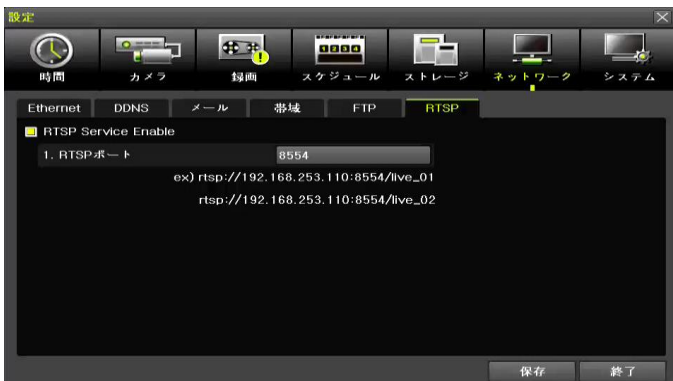 設定
時間 カメラ 録画 スケジュール ストレージ ネットワーク システム
Ethernet DDNS メール 帯域 FTP RTSP
RTSP Service Enable
1. RTSPポート 8554
ex) rtsp://192.168.253.110:8554/live_01
rtsp://192.168.253.110:8554/live_02
保存 終了